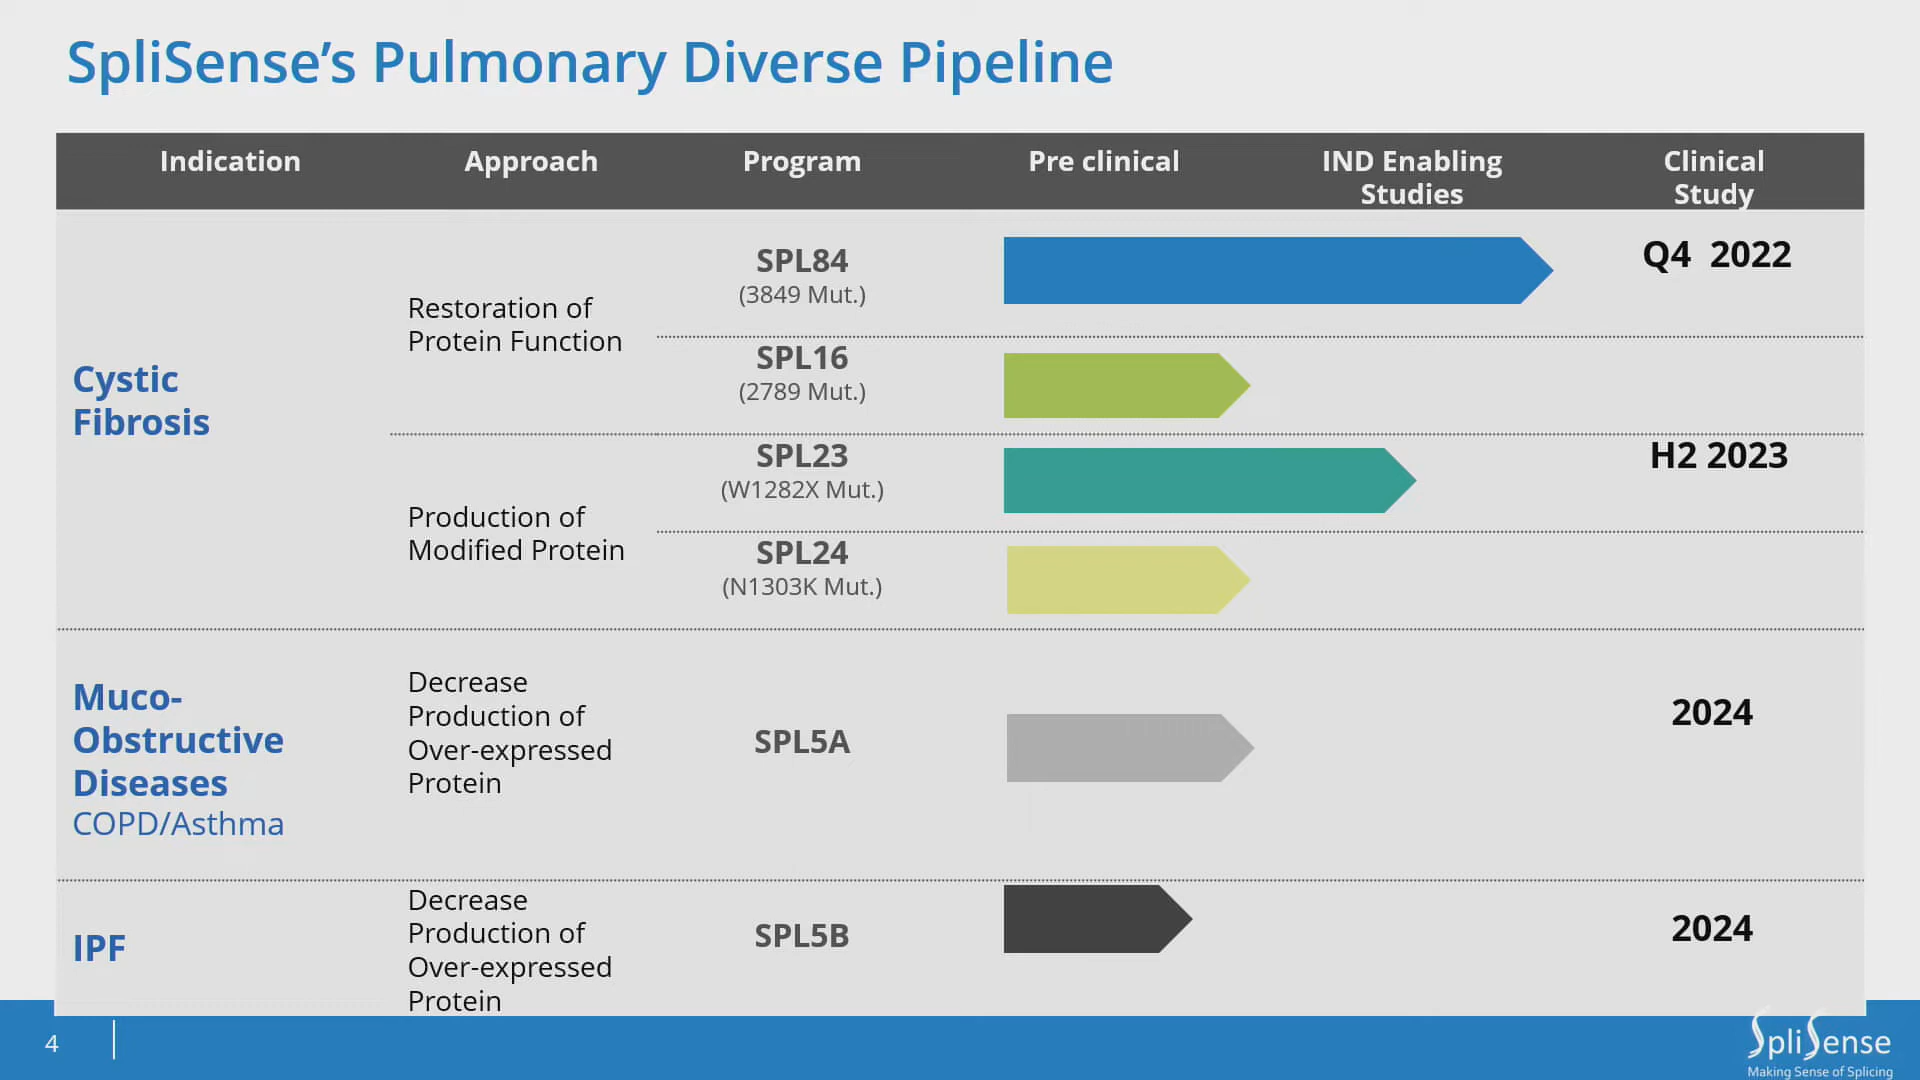 SpliSense’s Pulmonary Diverse Pipeline
Indication
Approach
Program
Pre clinical
IND Enabling
Studies
Clinical
Study
Cystic
Fibrosis
Restoration of
Protein Function
SPL84
(3849 Mut.)
Q4 2022
SPL16
(2789 Mut.)
Production of
Modified Protein
SPL23
(W1282X Mut.)
H2 2023
SPL24
(N1303K Mut.)
Muco-
Obstructive
Diseases
COPD/Asthma
Decrease
Production of
Over-expressed
Protein
SPL5A
2024
IPF
Decrease
Production of
Over-expressed
Protein
SPL5B
2024
4
SpliSense
Making Sense of Splicing